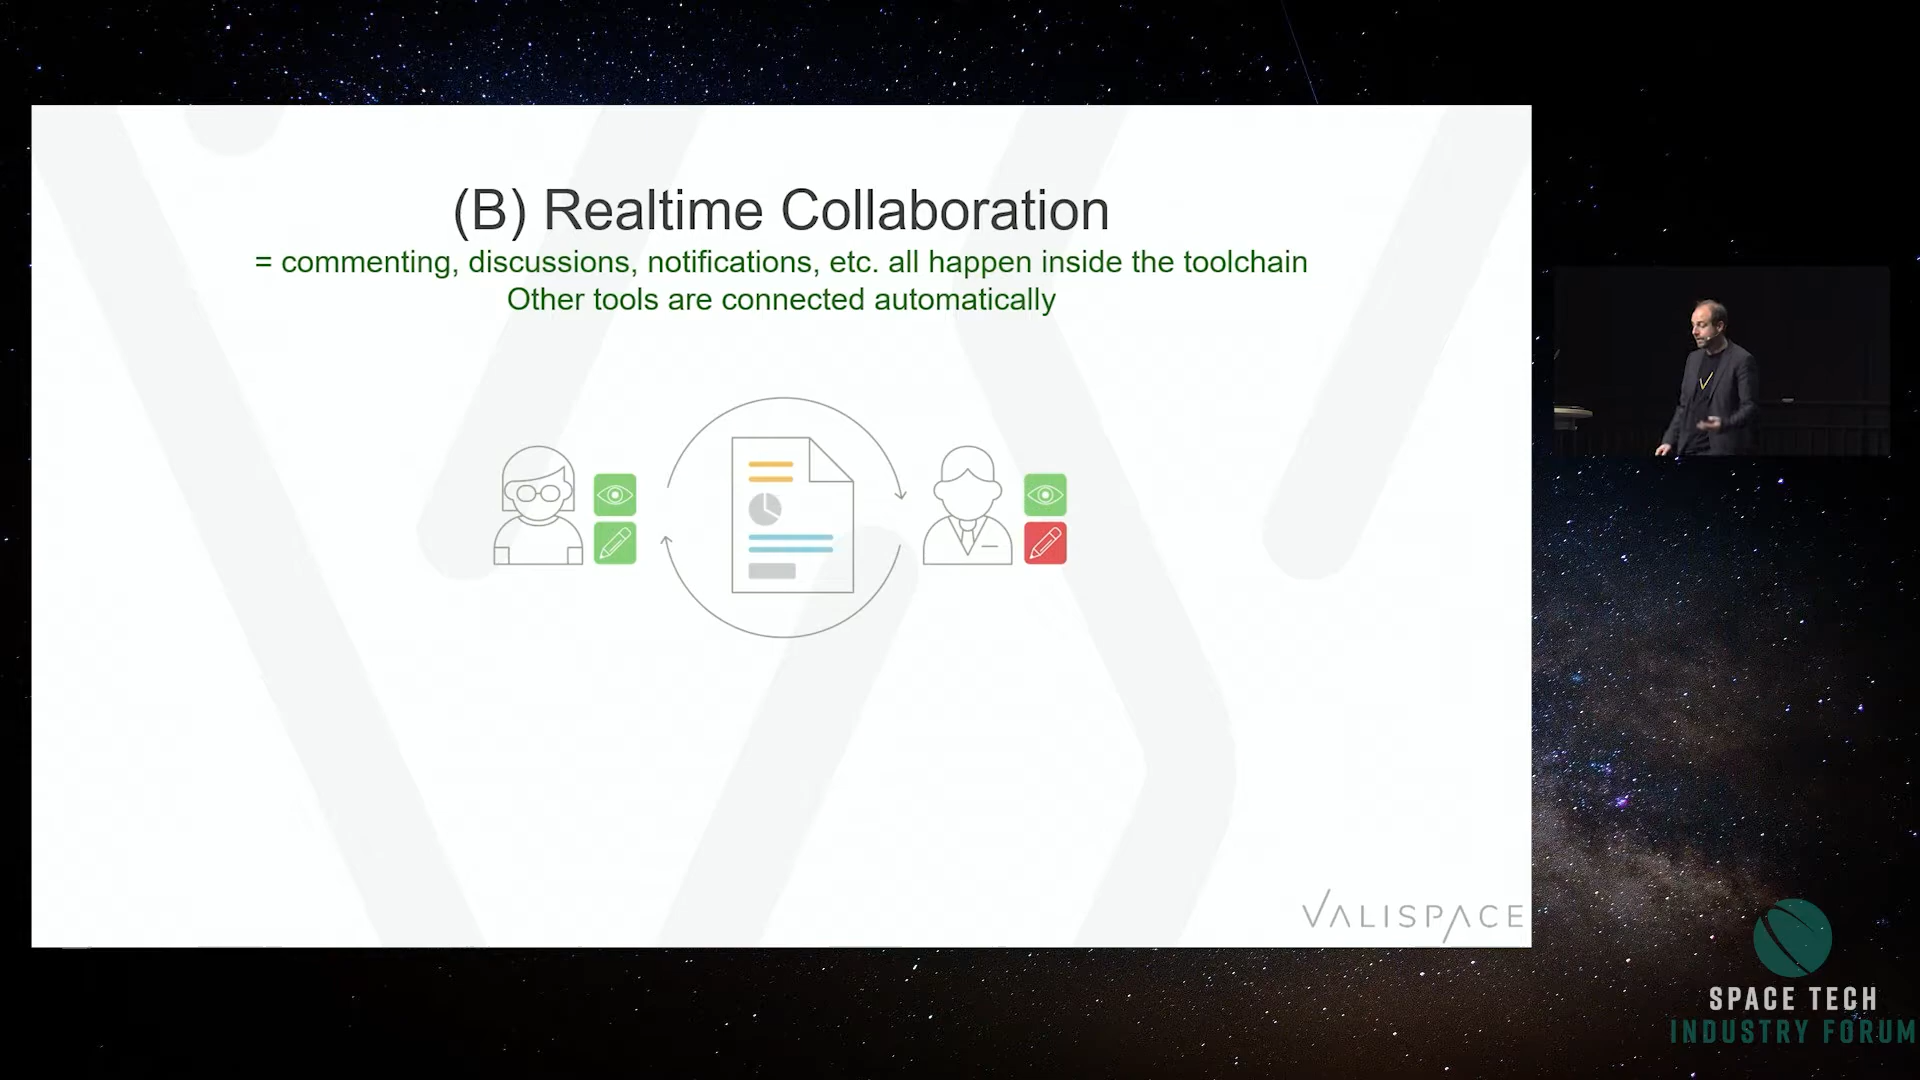 (B) Realtime Collaboration
= commenting, discussions, notifications, etc. all happen inside the toolchain
Other tools are connected automatically
VALISPACE
SPACE TECH
INDUSTRY FORUM